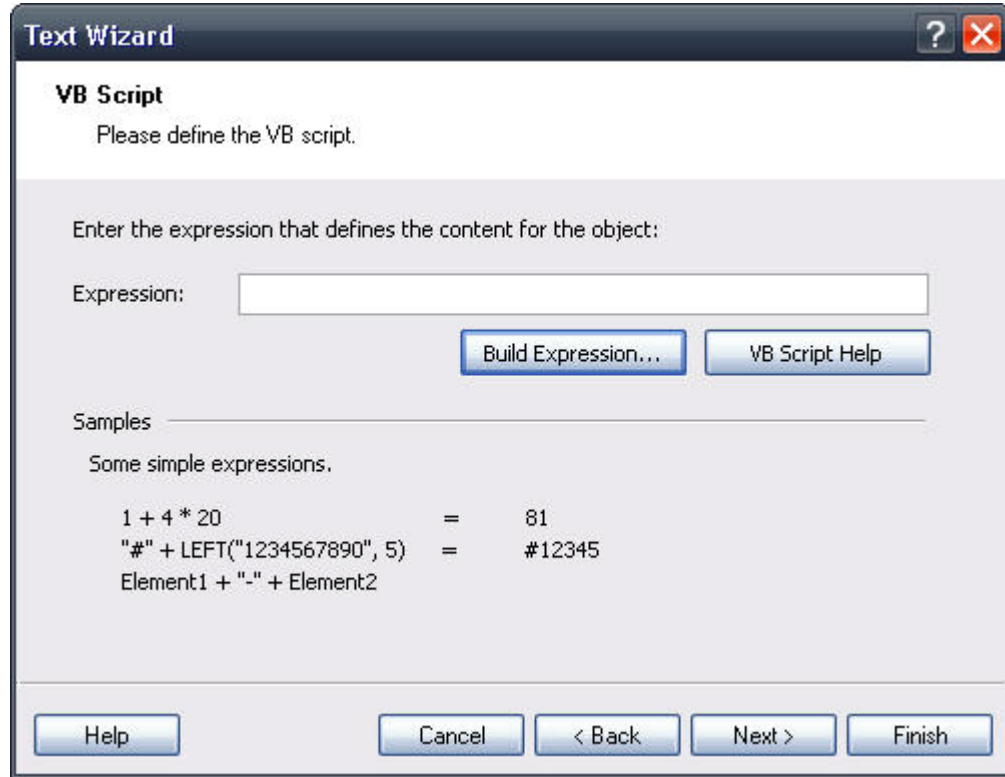 Text Wizard ?
VB Script
Please define the VB script.
Enter the expression that defines the content for the object:
Expression:
Build Expression... VB Script Help
Samples
Some simple expressions.
1 + 4 * 20 = 81
"#" + LEFT("1234567890", 5) = #12345
Element1 + "-" + Element2
Help Cancel < Back Next > Finish